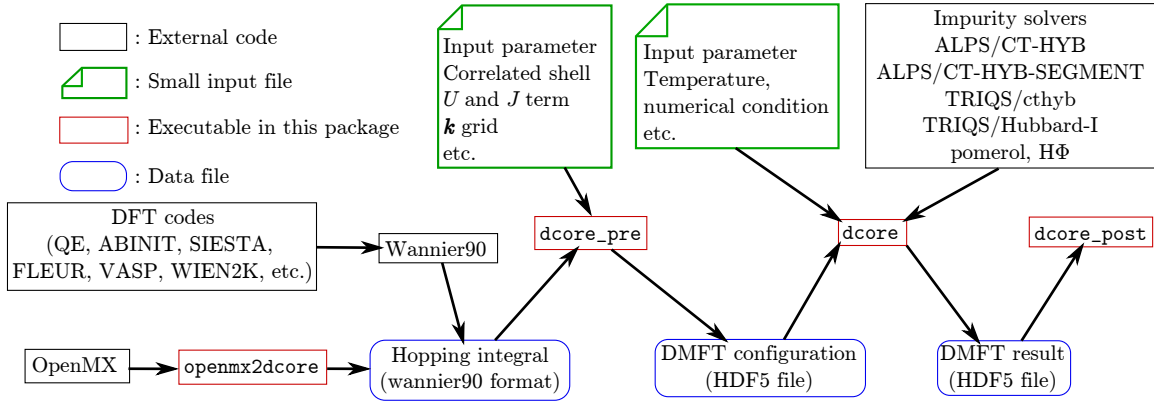 : External code
: Small input file
: Executable in this package
: Data file
Input parameter
Correlated shell
U and J term
k grid
etc.
Input parameter
Temperature,
numerical condition
etc.
Impurity solvers
ALPS/CT-HYB
ALPS/CT-HYB-SEGMENT
TRIQS/cthyb
TRIQS/Hubbard-I
pomerol, HΦ
DFT codes
(QE, ABINIT, SIESTA,
FLEUR, VASP, WIEN2K, etc.)
Wannier90
dcore_pre
dcore
dcore_post
OpenMX
openmx2dcore
Hopping integral
(wannier90 format)
DMFT configuration
(HDF5 file)
DMFT result
(HDF5 file)